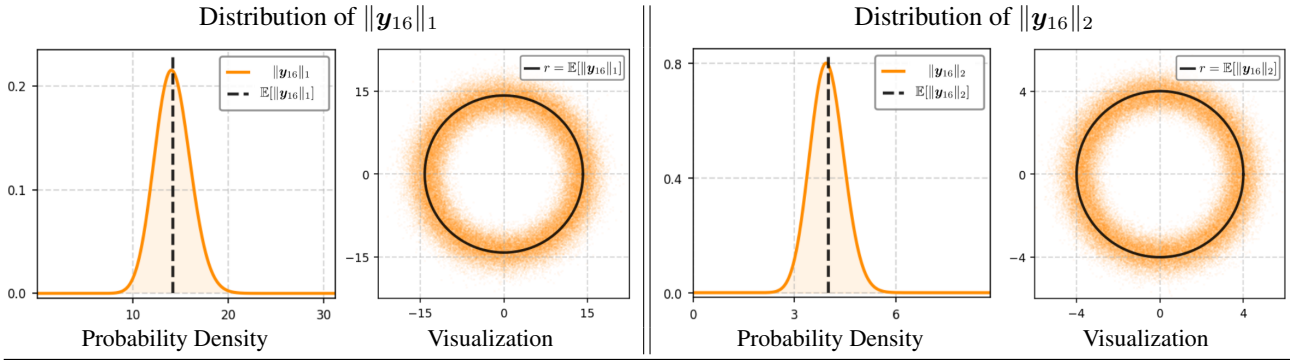 Distribution of ‖𝒚₁₆‖₁
0.2
0.1
0.0
10
20
30
‖𝒚₁₆‖₁
𝔼[‖𝒚₁₆‖₁]
Probability Density
15
0
−15
−15
0
15
r = 𝔼[‖𝒚₁₆‖₁]
Visualization
Distribution of ‖𝒚₁₆‖₂
0.8
0.4
0.0
0
3
6
‖𝒚₁₆‖₂
𝔼[‖𝒚₁₆‖₂]
Probability Density
4
0
−4
−4
0
4
r = 𝔼[‖𝒚₁₆‖₂]
Visualization